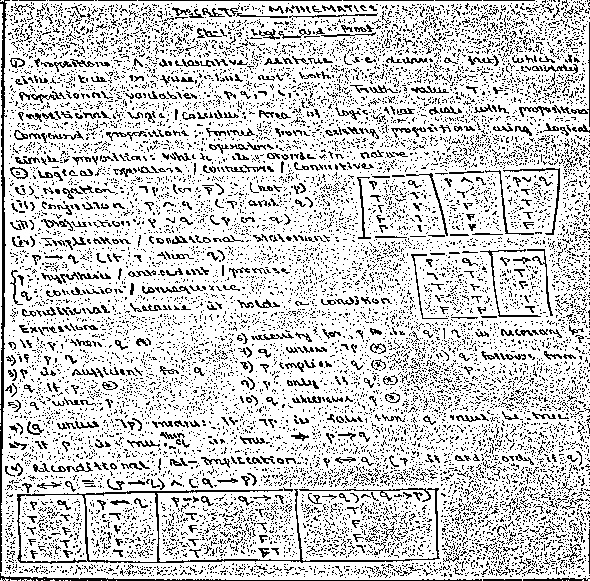 DISCRETE MATHEMATICS
Ch-1 Logic and Proof
① Propositions: A declarative sentence (i.e. declares a fact) which is
either true or false, but not both.
Propositional variables: p, q, r, s, Truth value: T, F
Propositional Logic / calculus: Area of logic that deals with propositions
Compound propositions: Formed from existing propositions using logical
operators.
Simple proposition: which is atomic in nature.
② Logical operators / connectors / connectives:
(i) Negation ¬p (or p̅) (not p)
(ii) Conjunction p ∧ q (p and q)
(iii) Disjunction p ∨ q (p or q)
p q p ∧ q p ∨ q
T T T T
T F F T
F T F T
F F F F
(iv) Implication / conditional statement:
p → q (if p then q)
p: hypothesis / antecedent / premise
q: conclusion / consequence
p q p → q
T T T
T F F
F T T
F F T
conditional because it holds a condition
Expressions
1) If p, then q
2) if p, q
3) p is sufficient for q
4) q if p
5) q when p
6) necessary for p is q / q is necessary for p
7) q unless ¬p
8) p implies q
9) p only if q
10) q whenever p
11) q follows from
*) (q unless ¬p) means: If ¬p is false then q must be true
⇒ If p is true then q is true ⇒ p → q
(v) Biconditional / Bi-Implication: p ↔ q (p if and only if q)
p ↔ q ≡ (p → q) ∧ (q → p)
p q p ↔ q p → q q → p (p → q) ∧ (q → p)
T T T T T T
T F F F T F
F T F T F F
F F T T T T